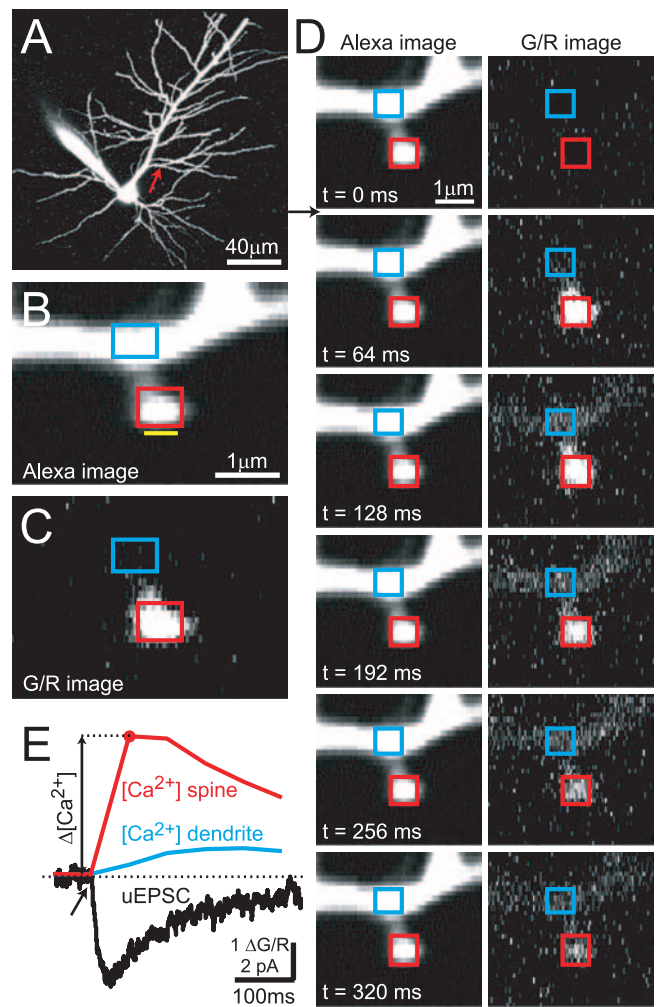 A
40μm
B
Alexa image
1μm
C
G/R image
D
Alexa image
G/R image
t = 0 ms
1μm
t = 64 ms
t = 128 ms
t = 192 ms
t = 256 ms
t = 320 ms
E
Δ[Ca2+]
[Ca2+] spine
[Ca2+] dendrite
uEPSC
1 ΔG/R
2 pA
100ms